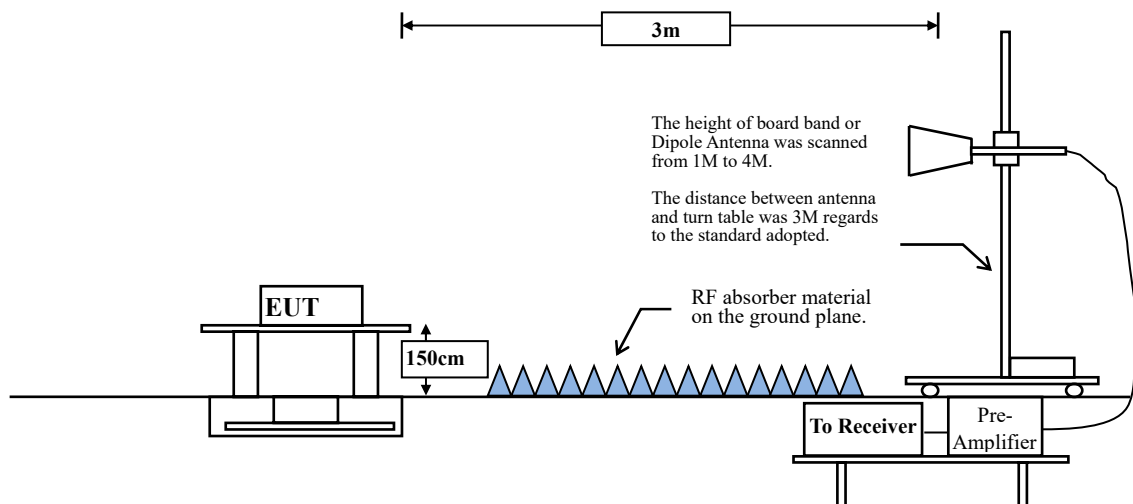 3m
The height of board band or
Dipole Antenna was scanned
from 1M to 4M.
The distance between antenna
and turn table was 3M regards
to the standard adopted.
EUT
RF absorber material
on the ground plane.
150cm
To Receiver
Pre-
Amplifier